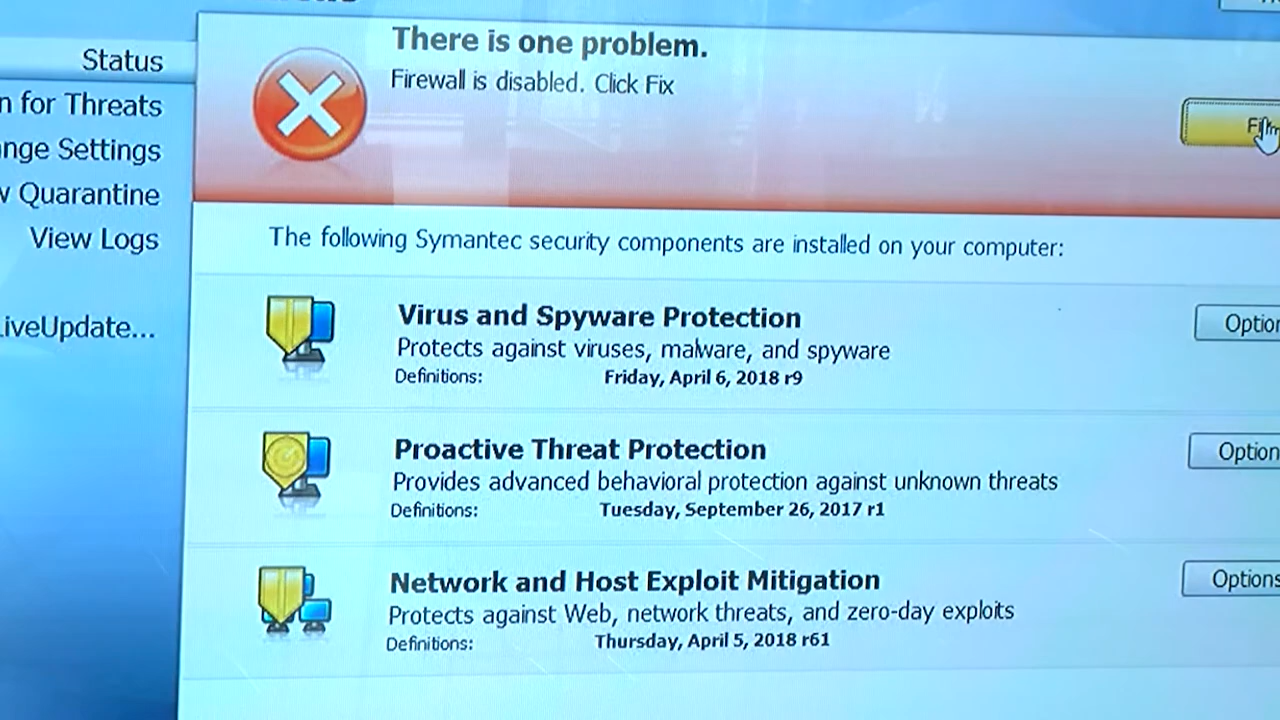 There is one problem.
Firewall is disabled. Click Fix
Status
for Threats
Settings
Quarantine
View Logs
The following Symantec security components are installed on your computer:
Virus and Spyware Protection
Protects against viruses, malware, and spyware
Definitions: Friday, April 6, 2018 r9
Proactive Threat Protection
Provides advanced behavioral protection against unknown threats
Definitions: Tuesday, September 26, 2017 r1
Network and Host Exploit Mitigation
Options
Protects against Web, network threats, and zero-day exploits
Definitions: Thursday, April 5, 2018 r61